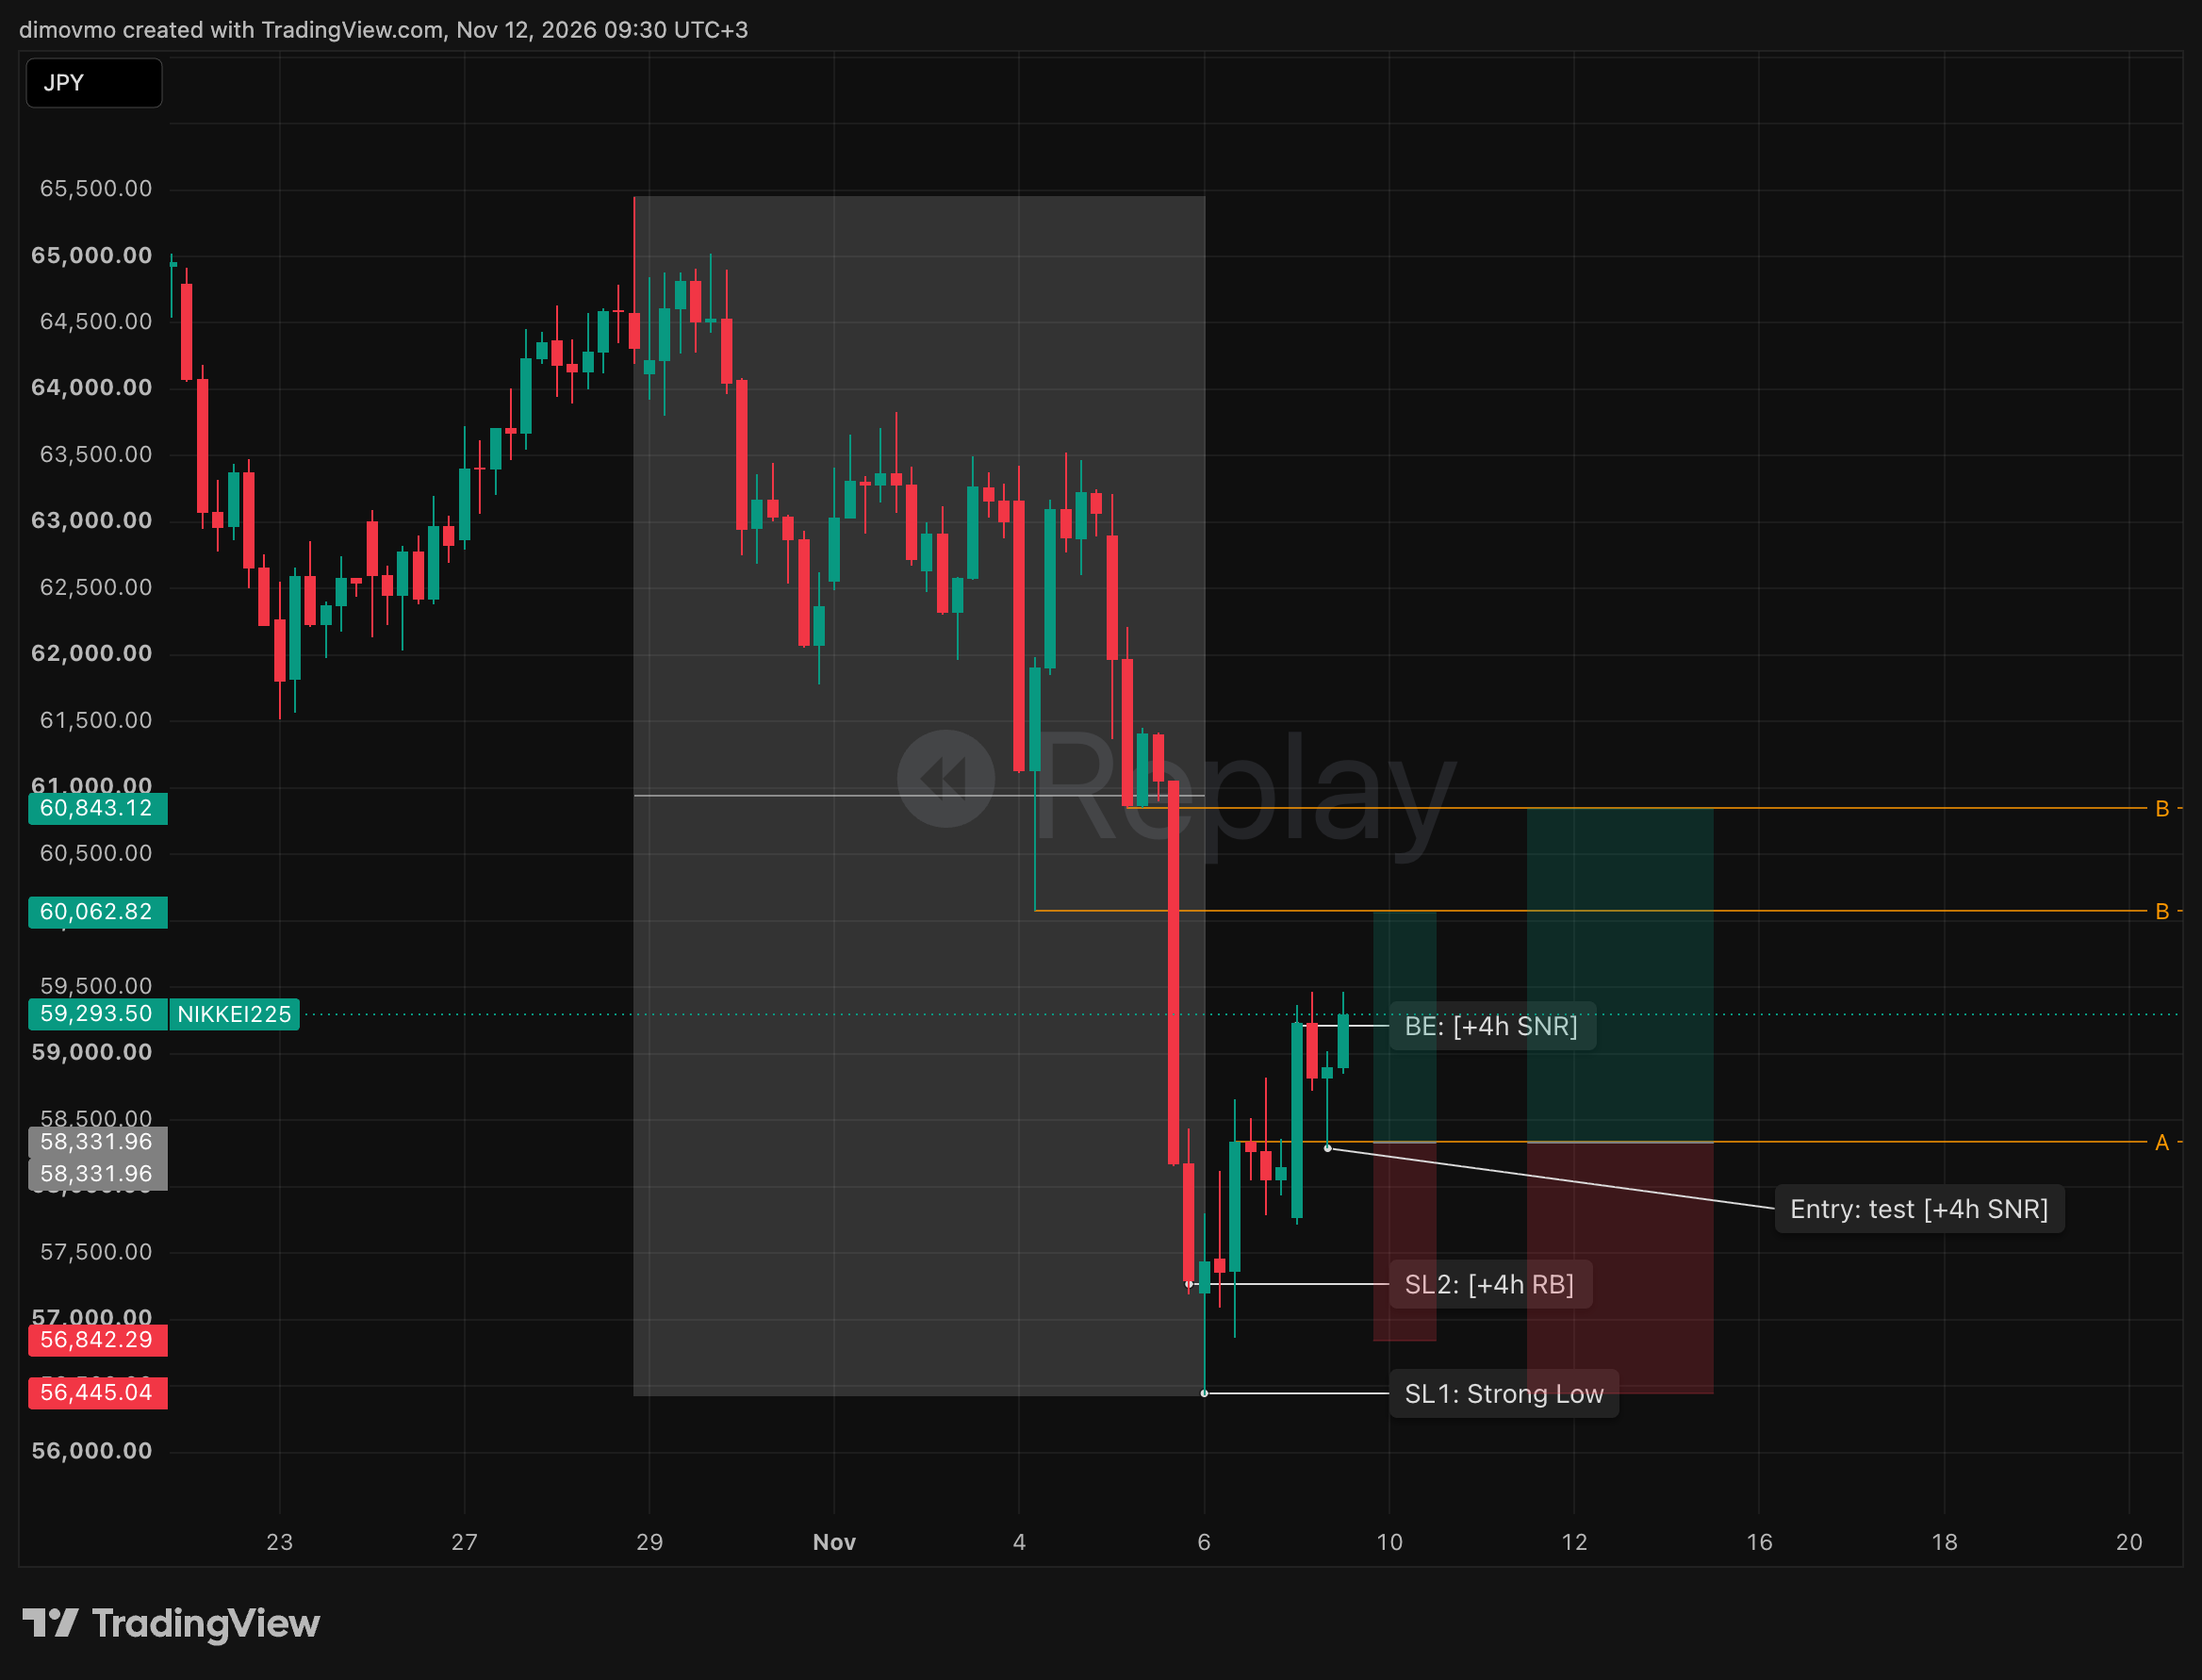 dimovmo created with TradingView.com, Nov 12, 2026 09:30 UTC+3
JPY
65,500.00
65,000.00
64,500.00
64,000.00
63,500.00
63,000.00
62,500.00
62,000.00
61,500.00
Replay
61,000.00
60,843.12
B
60,500.00
60,062.82
B
59,500.00
59,293.50 NIKKEI225
BE: [+4h SNR]
59,000.00
58,500.00
58,331.96
A
58,331.96
Entry: test [+4h SNR]
57,500.00
SL2: [+4h RB]
57,000.00
56,842.29
56,445.04
SL1: Strong Low
56,000.00
23 27 29 Nov 4 6 10 12 16 18 20
TradingView